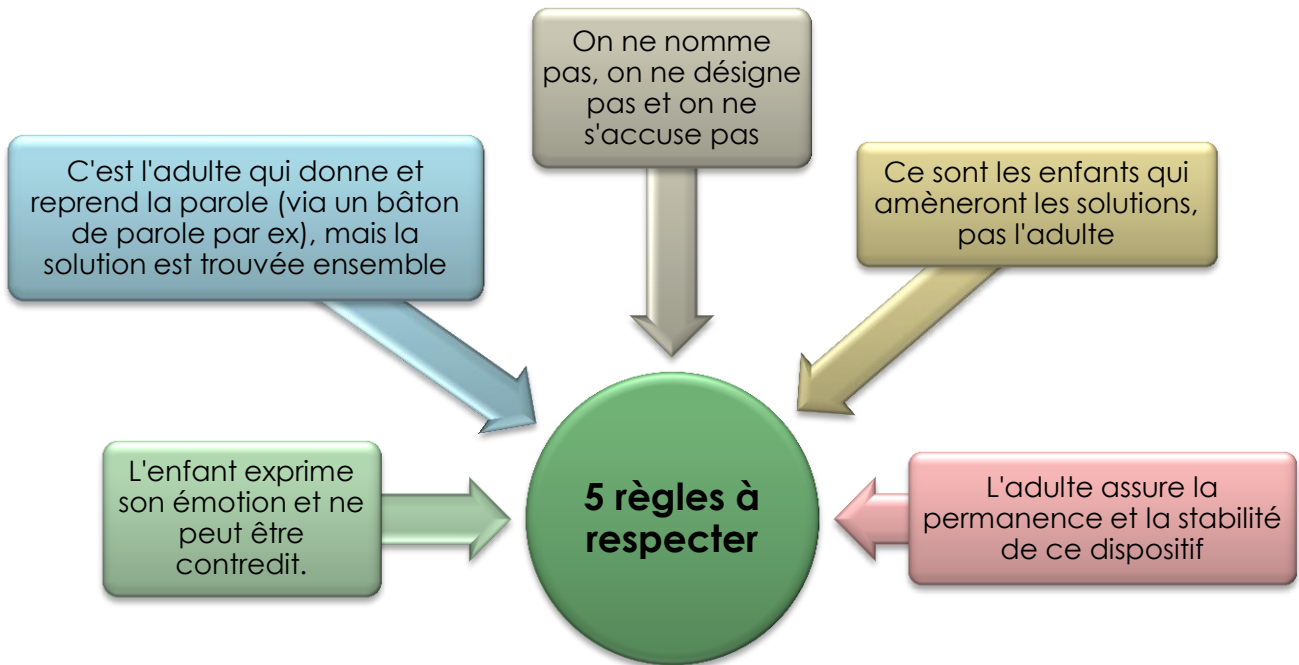 On ne nomme
pas, on ne désigne
pas et on ne
s'accuse pas
C'est l'adulte qui donne et
reprend la parole (via un bâton
de parole par ex), mais la
solution est trouvée ensemble
Ce sont les enfants qui
amèneront les solutions,
pas l'adulte
L'enfant exprime
son émotion et ne
peut être
contredit.
5 règles à
respecter
L'adulte assure la
permanence et la stabilité
de ce dispositif